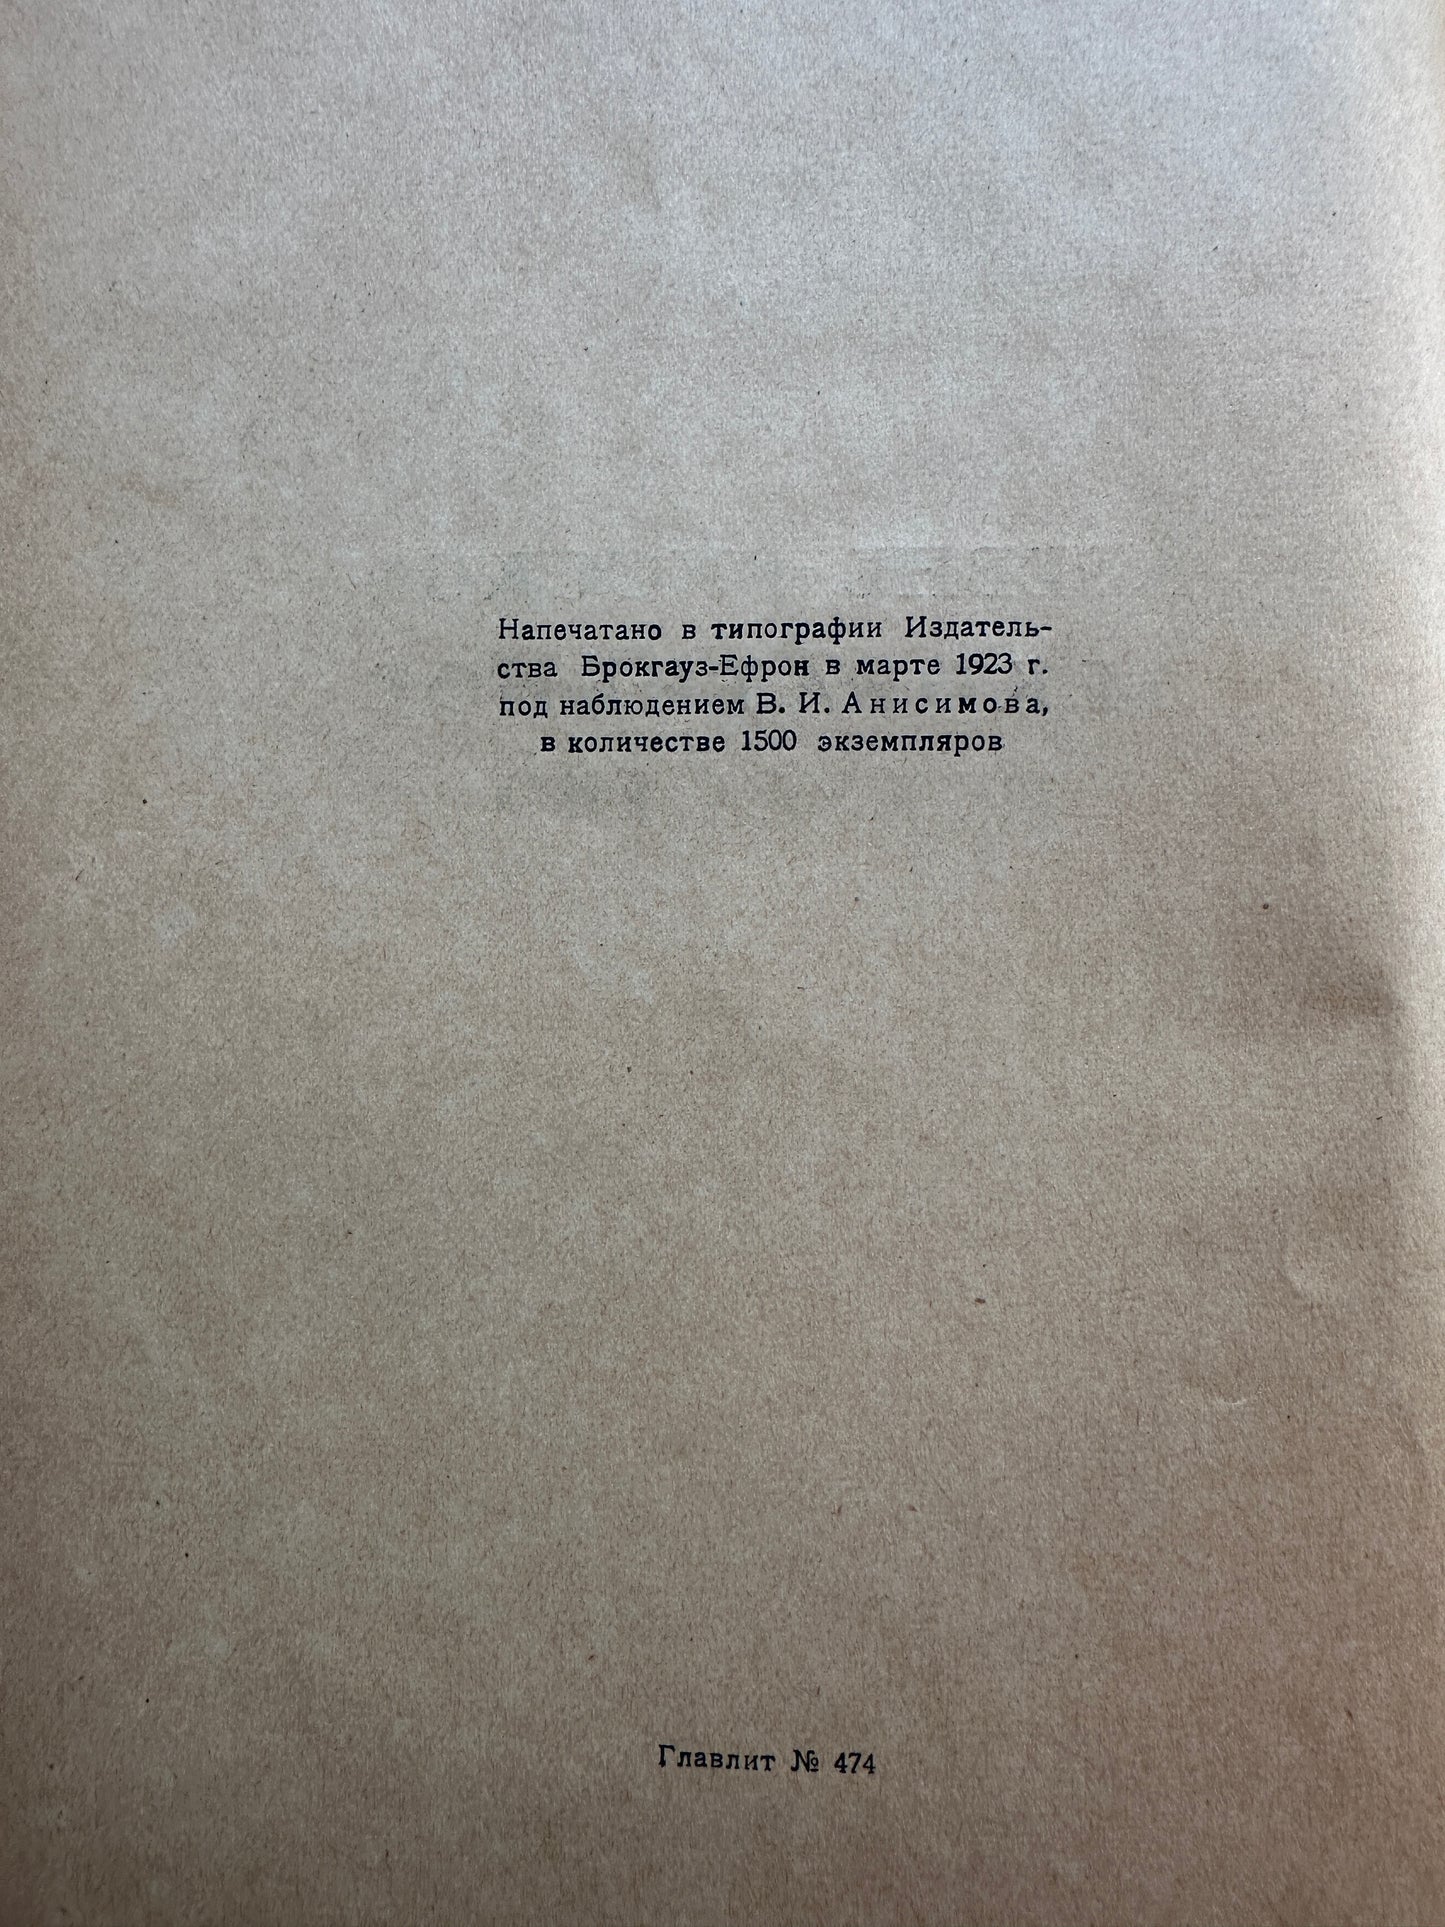 Напечатано в типографии Издатель-
ства Брокгауз-Ефрон в марте 1923 г.
под наблюдением В. И. Анисимова,
в количестве 1500 экземпляров
Главлит № 474